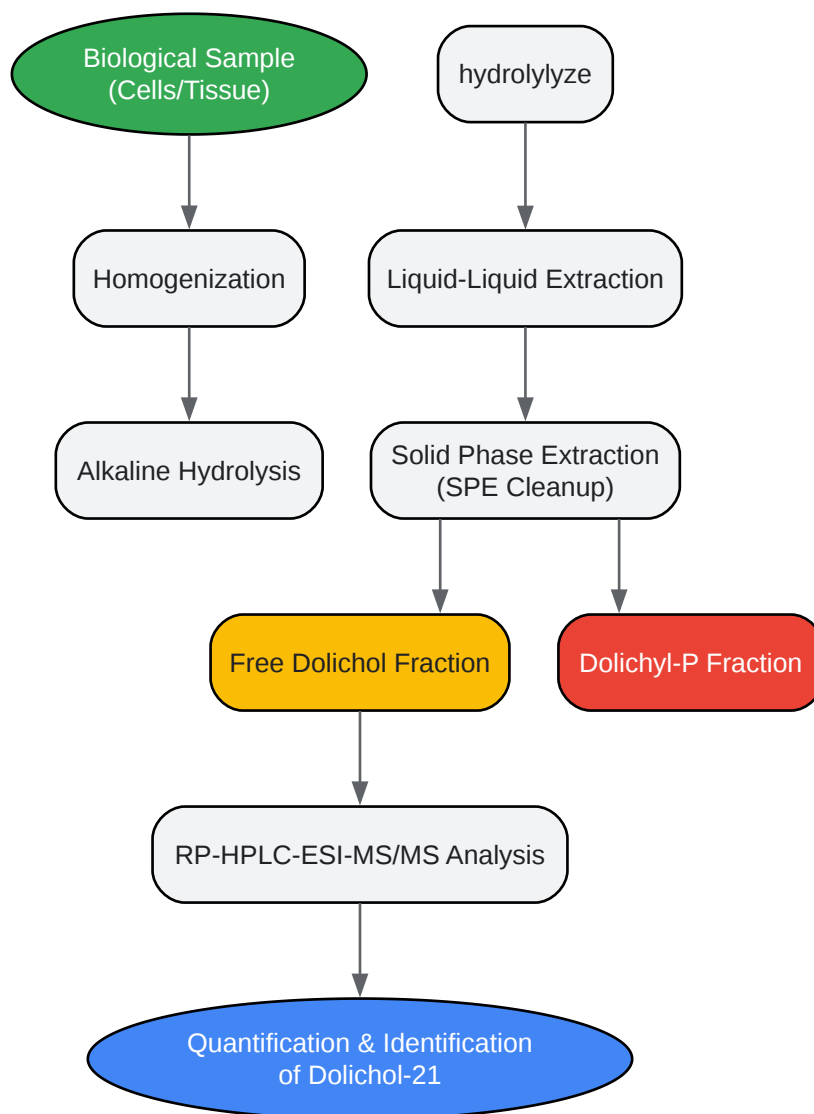 Biological Sample
(Cells/Tissue)
hydrolylyze
Homogenization
Liquid-Liquid Extraction
Alkaline Hydrolysis
Solid Phase Extraction
(SPE Cleanup)
Free Dolichol Fraction
Dolichyl-P Fraction
RP-HPLC-ESI-MS/MS Analysis
Quantification & Identification
of Dolichol-21